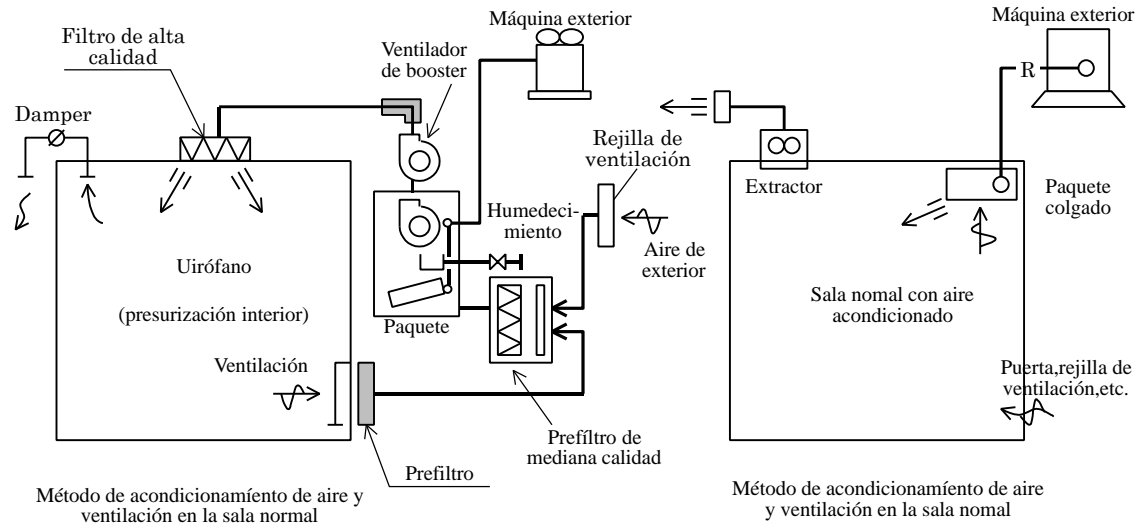 Filtro de alta
calidad
Damper
Ventilador
de booster
Máquina exterior
Rejilla de
ventilación
Humedeci-
miento
Aire de
exterior
Uirófano
(presurización interior)
Paquete
Ventilación
Prefíltro de
mediana calidad
Prefiltro
Método de acondicionamíento de aire y
ventilación en la sala normal
Máquina exterior
R
Extractor
Paquete
colgado
Sala nomal con aire
acondicionado
Puerta,rejilla de
ventilación,etc.
Método de acondicionamíento de aire
y ventilación en la sala nomal